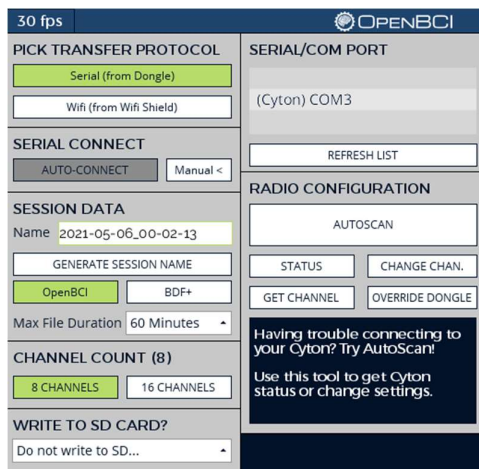 30 fps
OPENBCI
PICK TRANSFER PROTOCOL
Serial (from Dongle)
Wifi (from Wifi Shield)
SERIAL CONNECT
AUTO-CONNECT
Manual <
SESSION DATA
Name 2021-05-06_00-02-13
GENERATE SESSION NAME
OpenBCI
BDF+
Max File Duration 60 Minutes
CHANNEL COUNT (8)
8 CHANNELS
16 CHANNELS
WRITE TO SD CARD?
Do not write to SD...
SERIAL/COM PORT
(Cyton) COM3
REFRESH LIST
RADIO CONFIGURATION
AUTOSCAN
STATUS
CHANGE CHAN.
GET CHANNEL
OVERRIDE DONGLE
Having trouble connecting to
your Cyton? Try AutoScan!
Use this tool to get Cyton
status or change settings.